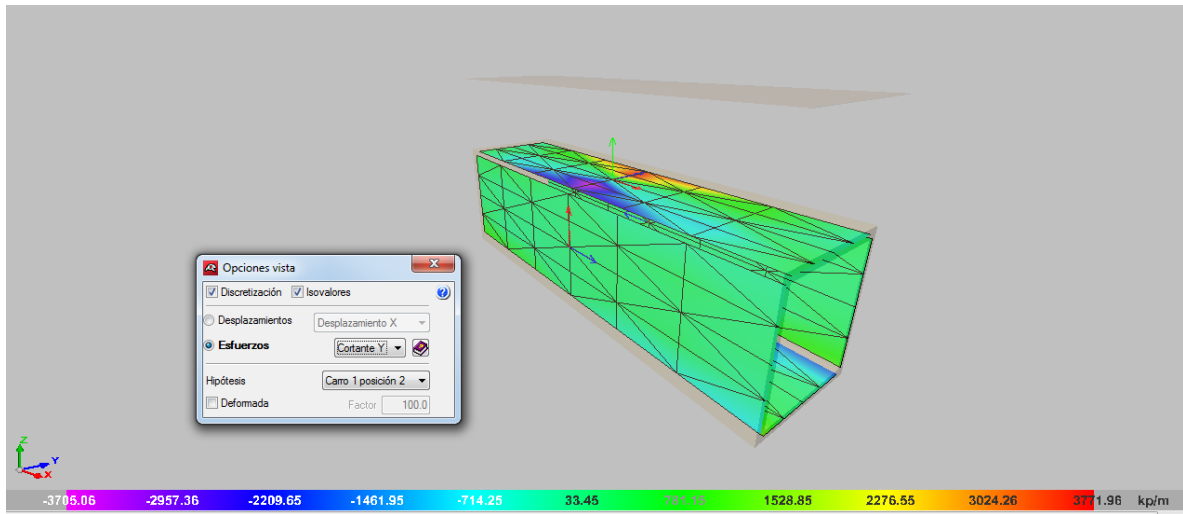 Opciones vista
Discretización Isovalores
Desplazamientos Desplazamiento X
Esfuerzos Cortante Y
Hipótesis Carro 1 posición 2
Deformada Factor 100.0
Z
Y
X
-3705.06 -2957.36 -2209.65 -1461.95 -714.25 33.45 781.15 1528.85 2276.55 3024.26 3771.96 kp/m